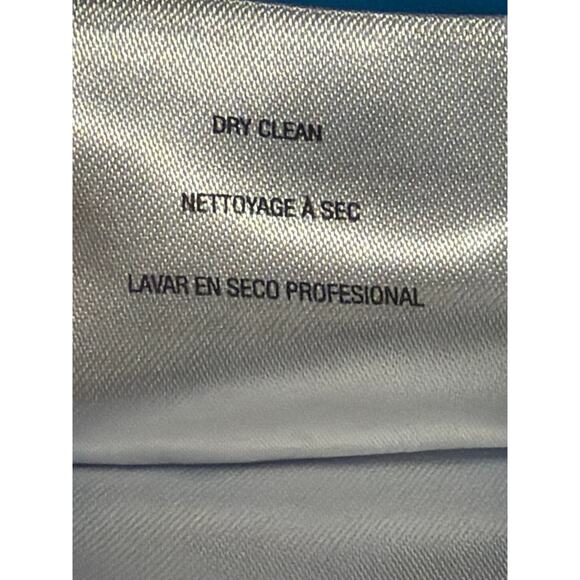 DRY CLEAN
NETTOYAGE À SEC
LAVAR EN SECO PROFESIONAL